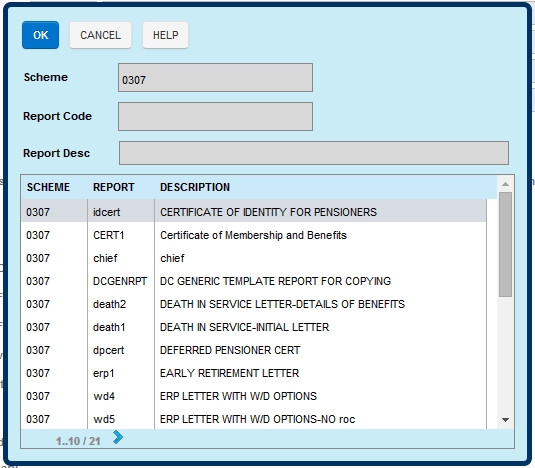 OK CANCEL HELP
Scheme 0307
Report Code
Report Desc
SCHEME REPORT DESCRIPTION
0307 idcert CERTIFICATE OF IDENTITY FOR PENSIONERS
0307 CERT1 Certificate of Membership and Benefits
0307 chief chief
0307 DCGENRPT DC GENERIC TEMPLATE REPORT FOR COPYING
0307 death2 DEATH IN SERVICE LETTER-DETAILS OF BENEFITS
0307 death1 DEATH IN SERVICE-INITIAL LETTER
0307 dpcert DEFERRED PENSIONER CERT
0307 erp1 EARLY RETIREMENT LETTER
0307 wd4 ERP LETTER WITH W/D OPTIONS
0307 wd5 ERP LETTER WITH W/D OPTIONS-NO roc
1..10 / 21